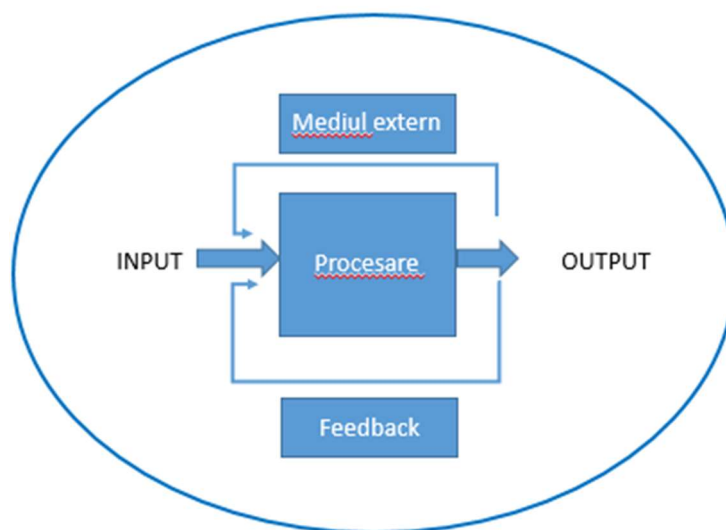 Mediul extern
INPUT
Procesare
OUTPUT
Feedback